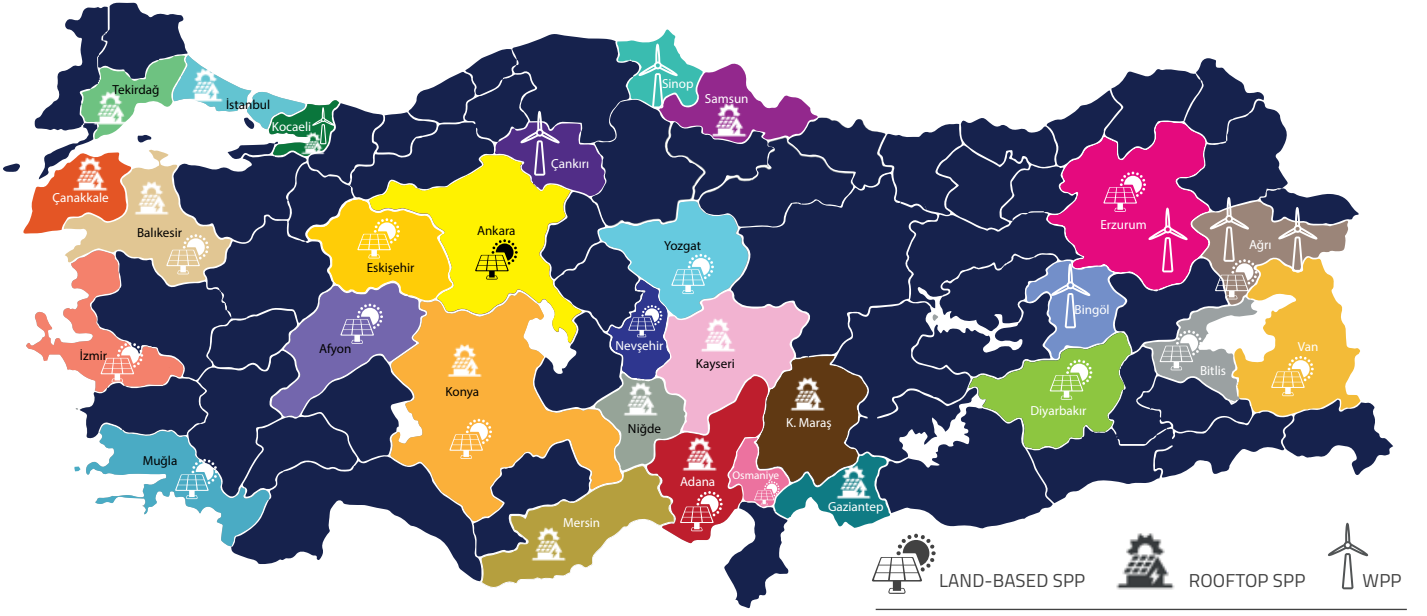 Tekirdağ
İstanbul
Kocaeli
Sinop
Samsun
Çankırı
Çanakkale
Balıkesir
Ankara
Eskişehir
Yozgat
Erzurum
Ağrı
Bingöl
İzmir
Afyon
Nevşehir
Kayseri
Bitlis
Van
Konya
Niğde
K. Maraş
Diyarbakır
Muğla
Adana
Osmaniye
Gaziantep
Mersin
LAND-BASED SPP
ROOFTOP SPP
WPP